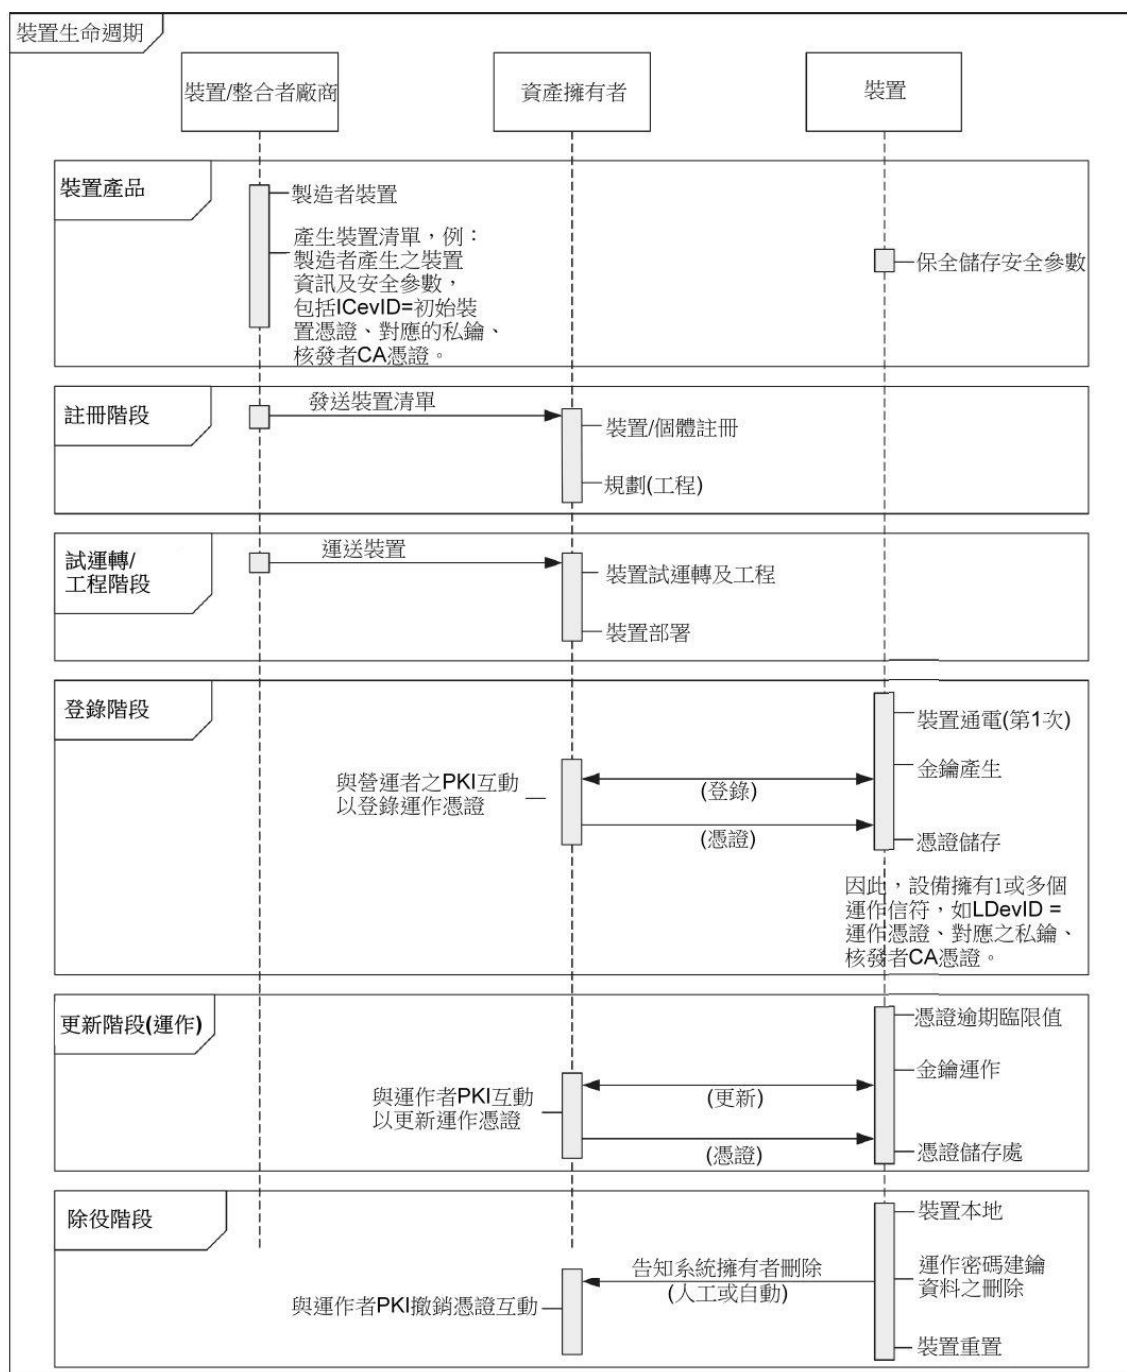 裝置生命週期
裝置/整合者廠商
資產擁有者
裝置
裝置產品
製造者裝置
產生裝置清單，例：
製造者產生之裝置
資訊及安全參數，
包括ICevID=初始裝
置憑證、對應的私鑰、
核發者CA憑證。
保全儲存安全參數
註冊階段
發送裝置清單
裝置/個體註冊
規劃(工程)
試運轉/
工程階段
運送裝置
裝置試運轉及工程
裝置部署
登錄階段
裝置通電(第1次)
金鑰產生
與營運者之PKI互動
以登錄運作憑證
(登錄)
(憑證)
憑證儲存
因此，設備擁有1或多個
運作信符，如LDevID =
運作憑證、對應之私鑰、
核發者CA憑證。
更新階段(運作)
憑證逾期臨限值
金鑰運作
與運作者PKI互動
以更新運作憑證
(更新)
(憑證)
憑證儲存處
除役階段
裝置本地
告知系統擁有者刪除
(人工或自動)
運作密碼建鑰
資料之刪除
與運作者PKI撤銷憑證互動
裝置重置